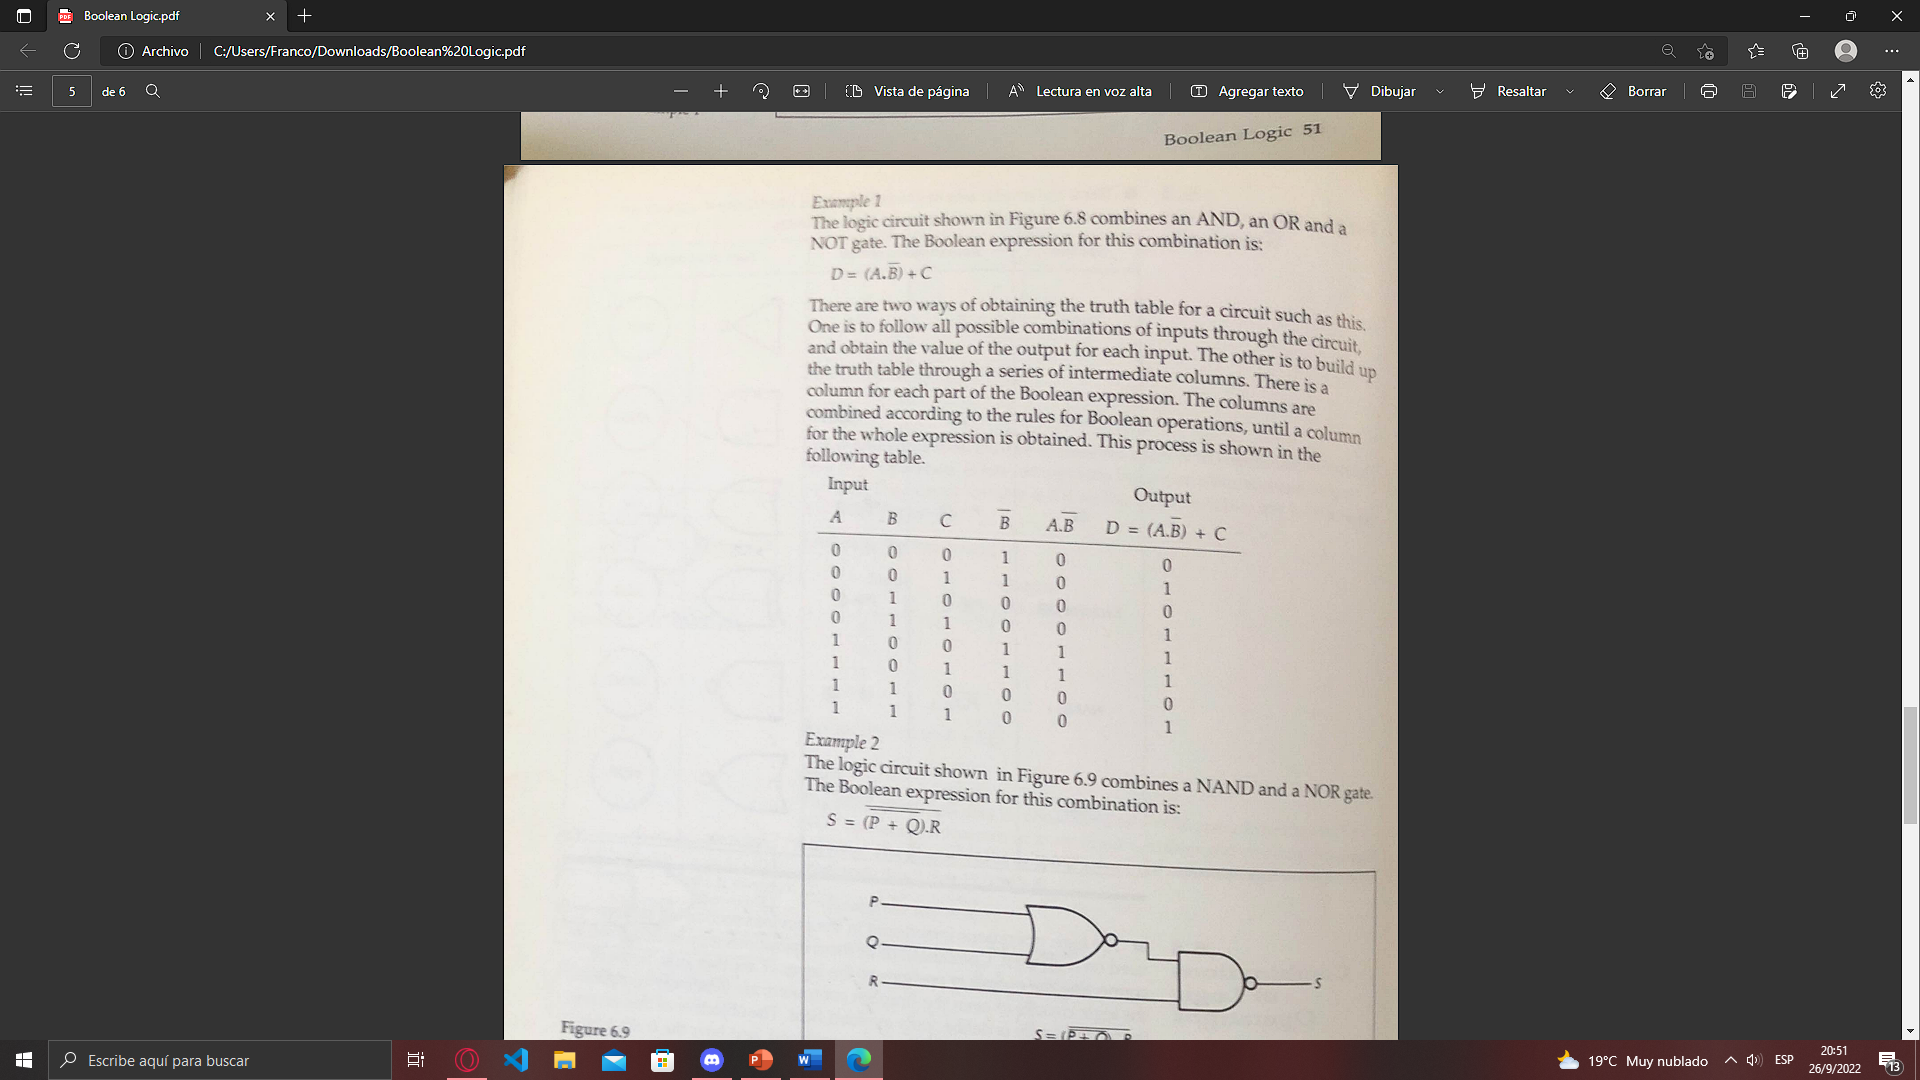 Boolean Logic.pdf
Archivo C:/Users/Franco/Downloads/Boolean%20Logic.pdf
5 de 6 Vista de página Lectura en voz alta Agregar texto Dibujar Resaltar Borrar
Boolean Logic 51
Example 1
The logic circuit shown in Figure 6.8 combines an AND, an OR and a
NOT gate. The Boolean expression for this combination is:
D = (A.B̅) + C
There are two ways of obtaining the truth table for a circuit such as this.
One is to follow all possible combinations of inputs through the circuit,
and obtain the value of the output for each input. The other is to build up
the truth table through a series of intermediate columns. There is a
column for each part of the Boolean expression. The columns are
combined according to the rules for Boolean operations, until a column
for the whole expression is obtained. This process is shown in the
following table.
Input Output
A B C B̅ A.B̅ D = (A.B̅) + C
0 0 0 1 0 0
0 0 1 1 0 1
0 1 0 0 0 0
0 1 1 0 0 1
1 0 0 1 1 1
1 0 1 1 1 1
1 1 0 0 0 0
1 1 1 0 0 1
Example 2
The logic circuit shown in Figure 6.9 combines a NAND and a NOR gate.
The Boolean expression for this combination is:
S = (P + Q).R
P
Q
R
S
Figure 6.9
S = (P + Q). R
Escribe aquí para buscar
19°C Muy nublado ESP 20:51
26/9/2022 13